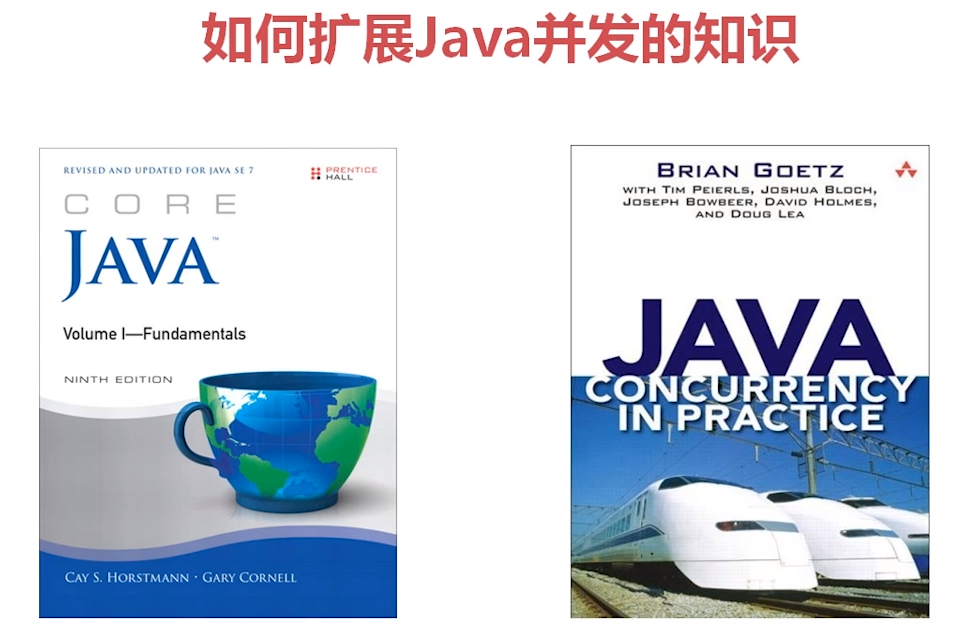 如何扩展Java并发的知识
REVISED AND UPDATED FOR JAVA SE 7
PRENTICE
HALL
CORE
JAVA™
Volume I—Fundamentals
NINTH EDITION
CAY S. HORSTMANN · GARY CORNELL
BRIAN GOETZ
WITH TIM PEIERLS, JOSHUA BLOCH,
JOSEPH BOWBEER, DAVID HOLMES,
AND DOUG LEA
JAVA
CONCURRENCY
IN PRACTICE